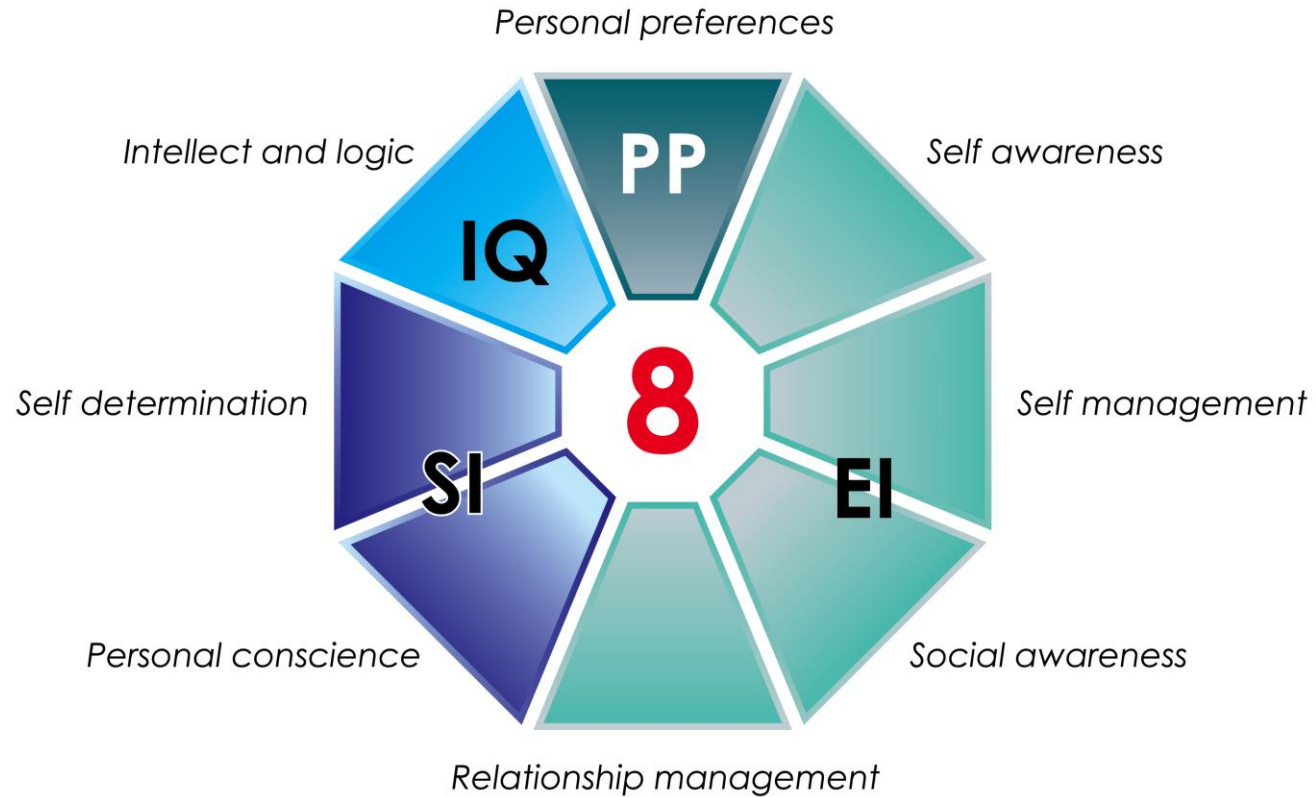 Personal preferences
Intellect and logic
PP
Self awareness
IQ
8
Self determination
Self management
SI
EI
Personal conscience
Social awareness
Relationship management